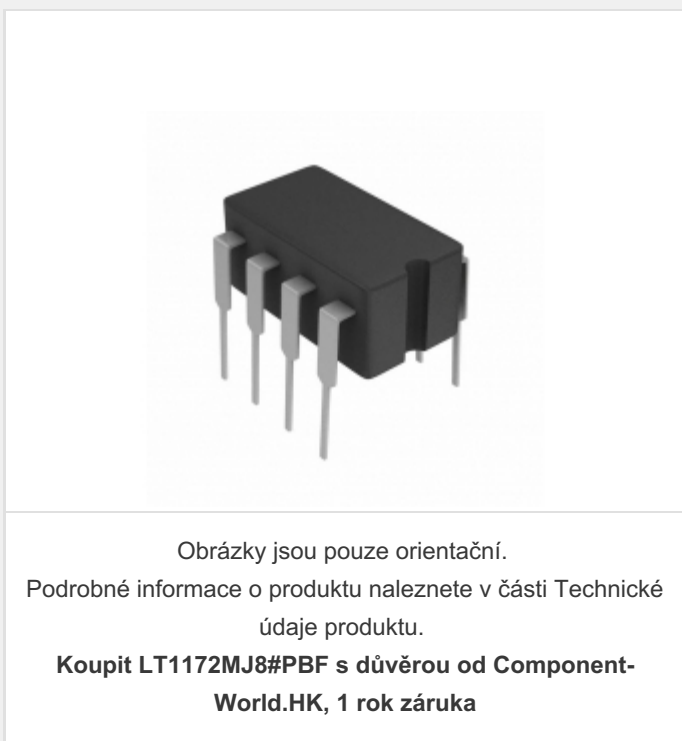 Obrázky jsou pouze orientační.
Podrobné informace o produktu naleznete v části Technické
údaje produktu.
Koupit LT1172MJ8#PBF s důvěrou od Component-
World.HK, 1 rok záruka